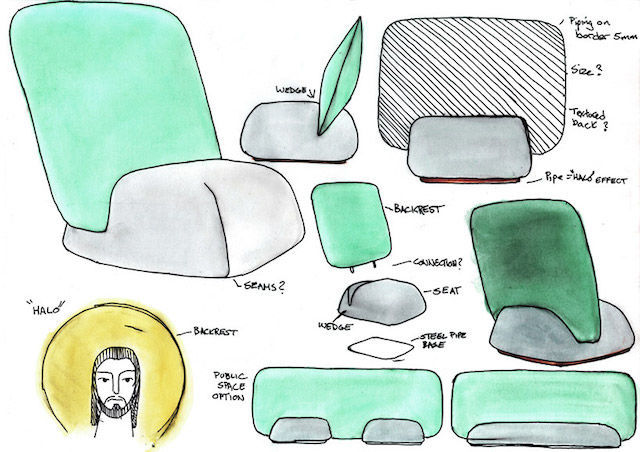 WEDGE
Piping on
border 5mm
Size?
Textured
back?
Pipe = "HALO" EFFECT
BACKREST
CONNECTION?
SEAT
WEDGE
STEEL PIPE
BASE
SEAMS?
"HALO"
BACKREST
PUBLIC
SPACE
OPTION